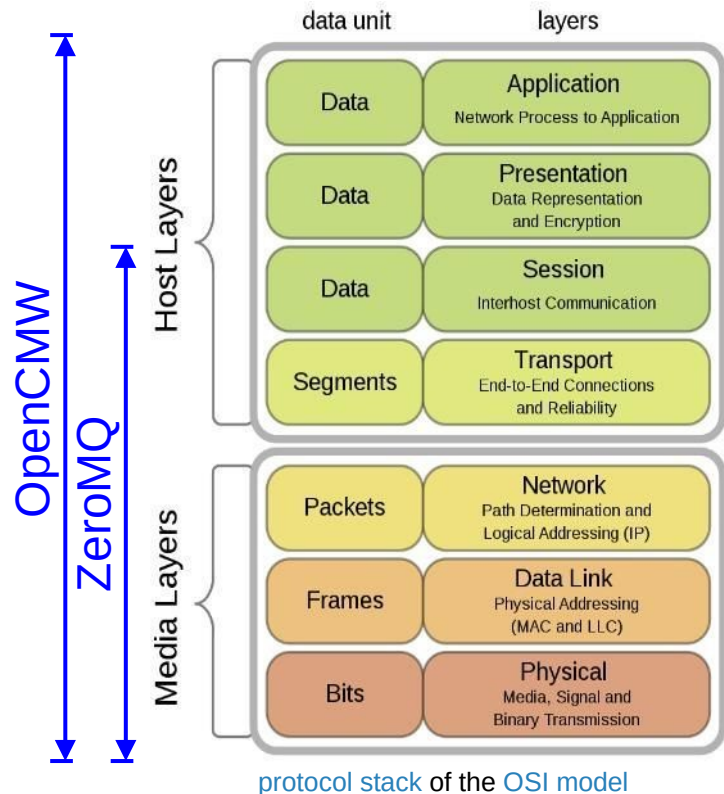 data unit
layers
OpenCMW
ZeroMQ
Host Layers
Data
Application
Network Process to Application
Data
Presentation
Data Representation
and Encryption
Data
Session
Interhost Communication
Segments
Transport
End-to-End Connections
and Reliability
Media Layers
Packets
Network
Path Determination and
Logical Addressing (IP)
Frames
Data Link
Physical Addressing
(MAC and LLC)
Bits
Physical
Media, Signal and
Binary Transmission
protocol stack of the OSI model